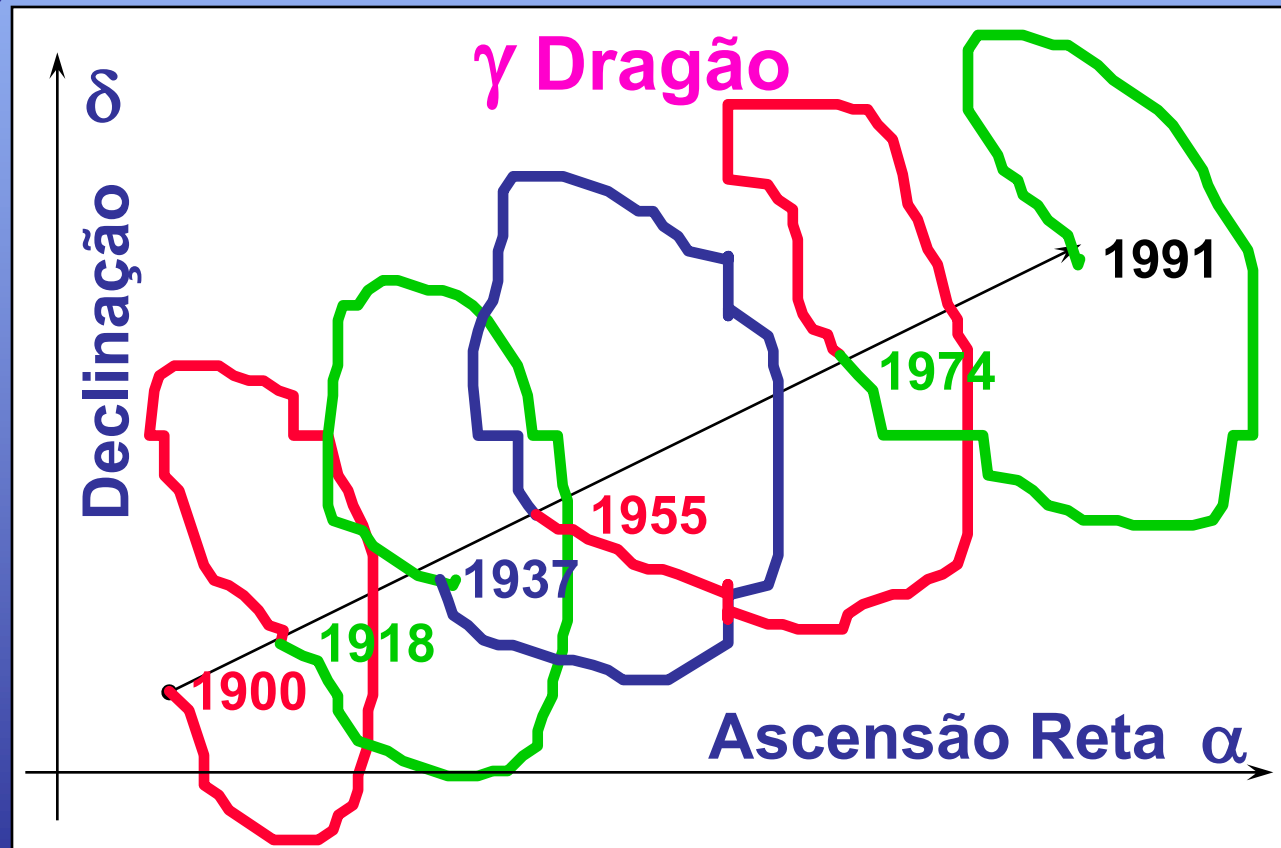 γ Dragão
δ
Declinação
1991
1974
1955
1937
1918
1900
Ascensão Reta α